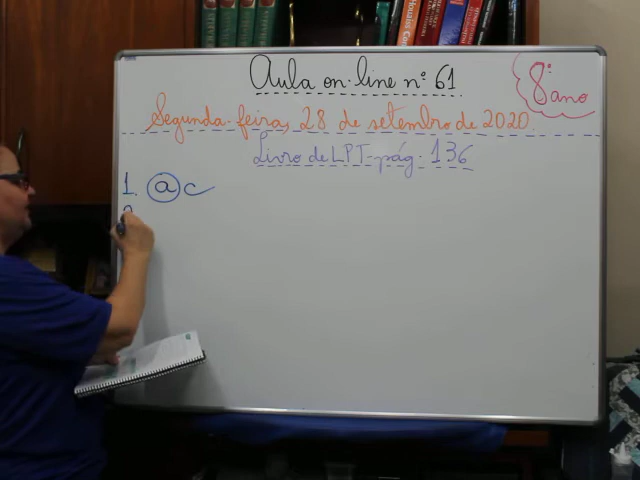 Aula on-line nº 61
8º ano
Segunda-feira, 28 de setembro de 2020.
Livro de LPT-pág. 136
1. a c
2